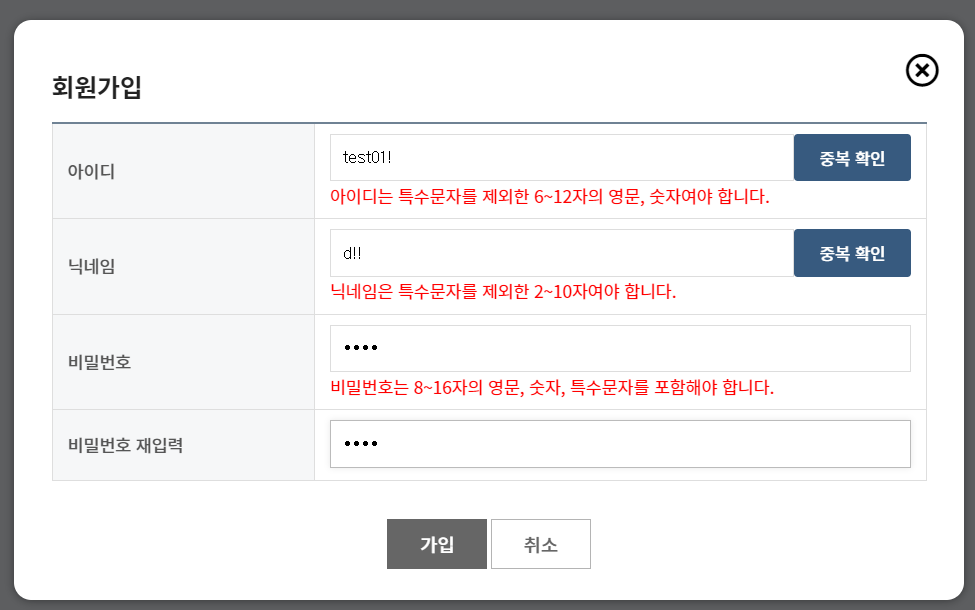 회원가입
아이디
test01!
중복 확인
아이디는 특수문자를 제외한 6~12자의 영문, 숫자여야 합니다.
닉네임
d!!
중복 확인
닉네임은 특수문자를 제외한 2~10자여야 합니다.
비밀번호
••••
비밀번호는 8~16자의 영문, 숫자, 특수문자를 포함해야 합니다.
비밀번호 재입력
••••
가입
취소